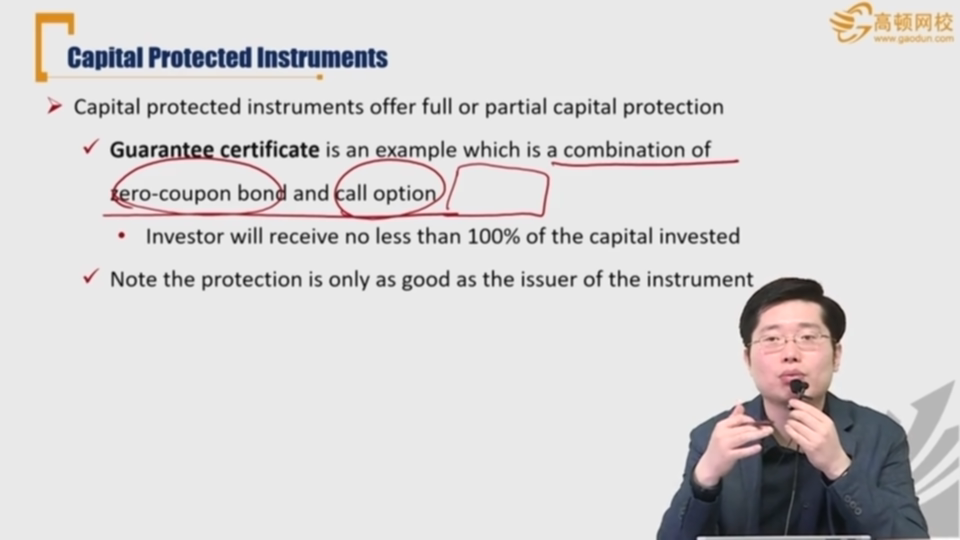 高顿网校
www.gaodun.com
Capital Protected Instruments
Capital protected instruments offer full or partial capital protection
Guarantee certificate is an example which is a combination of
zero-coupon bond and call option
Investor will receive no less than 100% of the capital invested
Note the protection is only as good as the issuer of the instrument